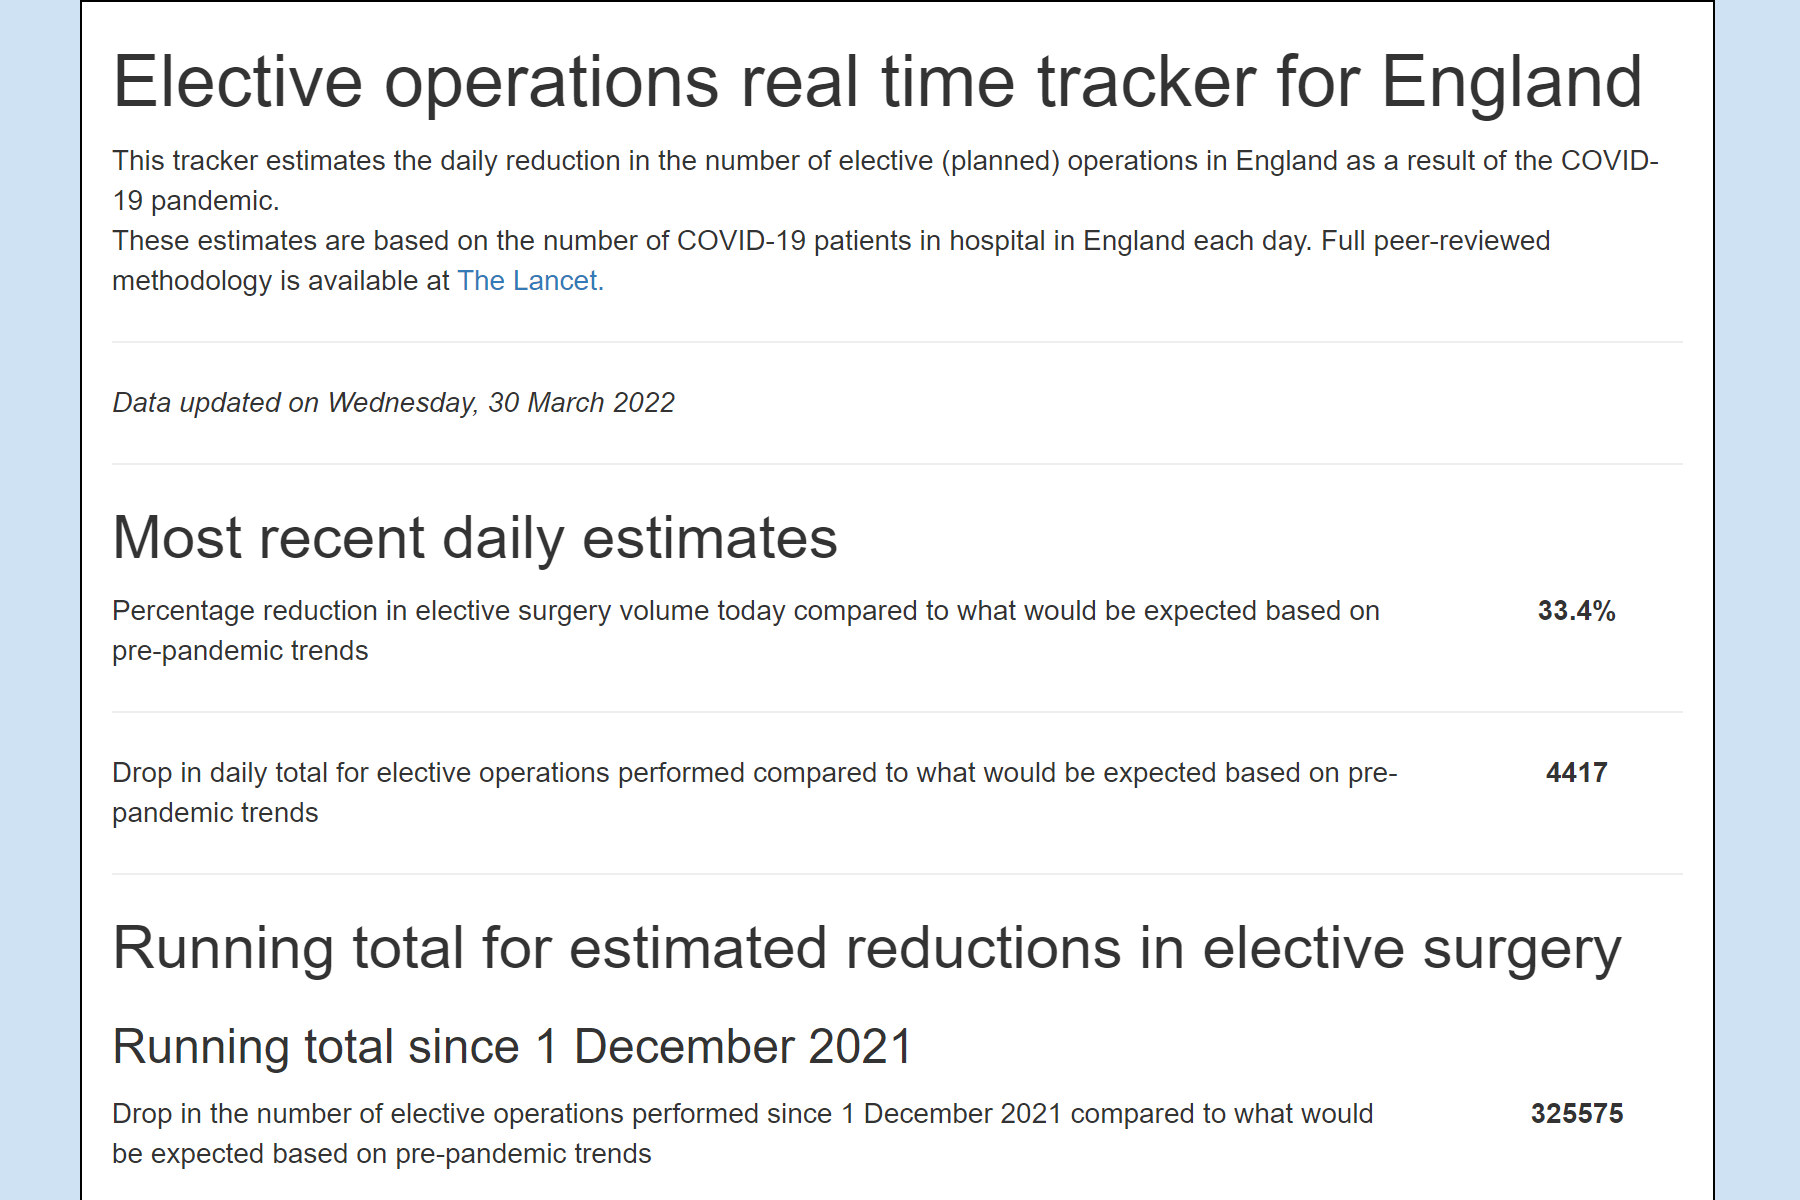 Elective operations real time tracker for England
This tracker estimates the daily reduction in the number of elective (planned) operations in England as a result of the COVID-
19 pandemic.
These estimates are based on the number of COVID-19 patients in hospital in England each day. Full peer-reviewed
methodology is available at The Lancet.
Data updated on Wednesday, 30 March 2022
Most recent daily estimates
Percentage reduction in elective surgery volume today compared to what would be expected based on 33.4%
pre-pandemic trends
Drop in daily total for elective operations performed compared to what would be expected based on pre- 4417
pandemic trends
Running total for estimated reductions in elective surgery
Running total since 1 December 2021
Drop in the number of elective operations performed since 1 December 2021 compared to what would 325575
be expected based on pre-pandemic trends